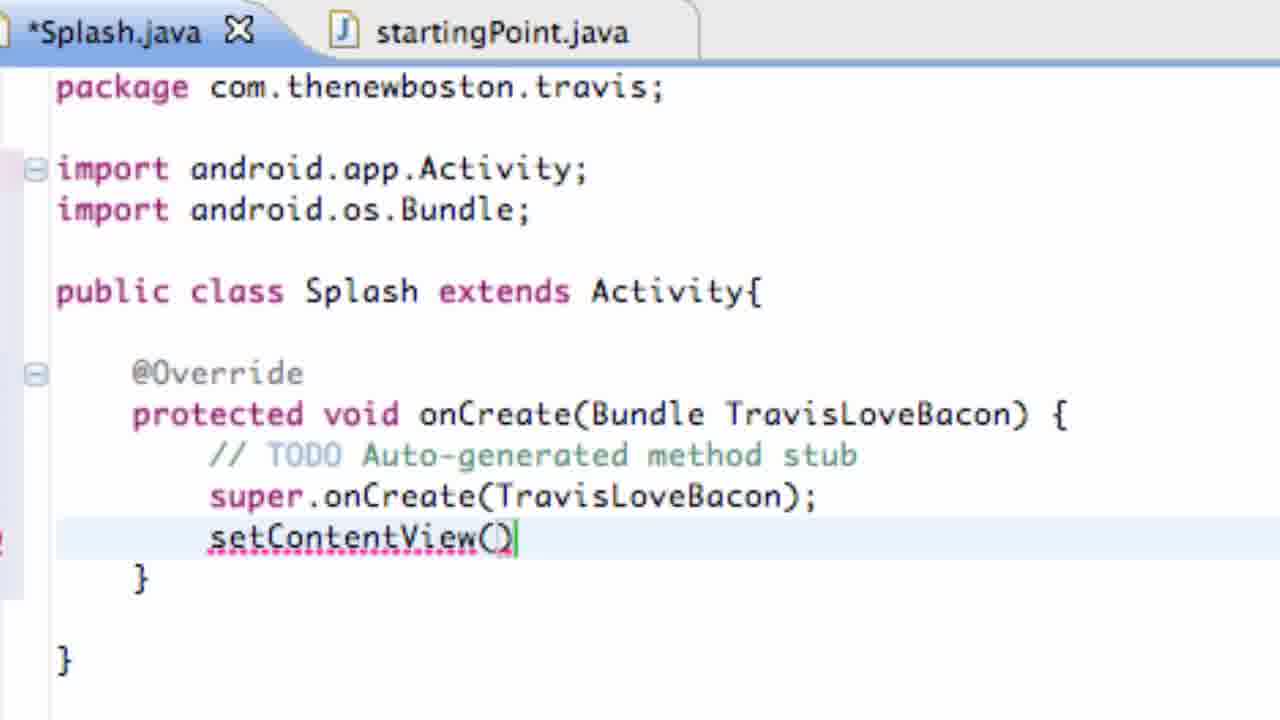 *Splash.java startingPoint.java
package com.thenewboston.travis;
import android.app.Activity;
import android.os.Bundle;
public class Splash extends Activity{
@Override
protected void onCreate(Bundle TravisLoveBacon) {
// TODO Auto-generated method stub
super.onCreate(TravisLoveBacon);
setContentView()
}
}